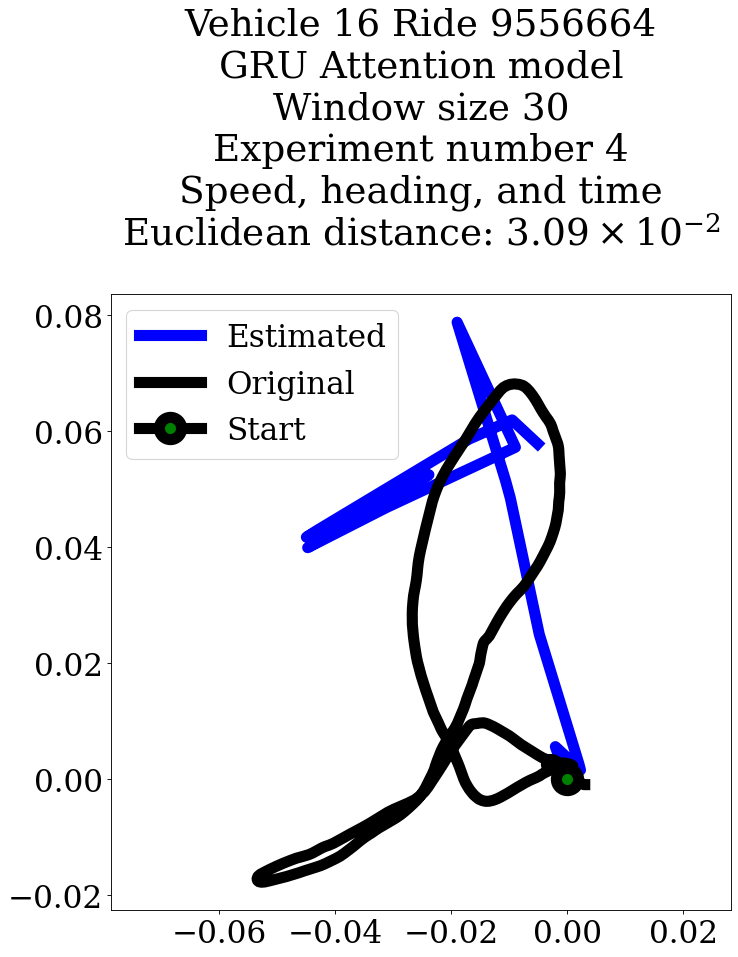 Vehicle 16 Ride 9556664
GRU Attention model
Window size 30
Experiment number 4
Speed, heading, and time
Euclidean distance: 3.09 × 10⁻²
Estimated
Original
Start
0.08
0.06
0.04
0.02
0.00
−0.02
−0.06 −0.04 −0.02 0.00 0.02